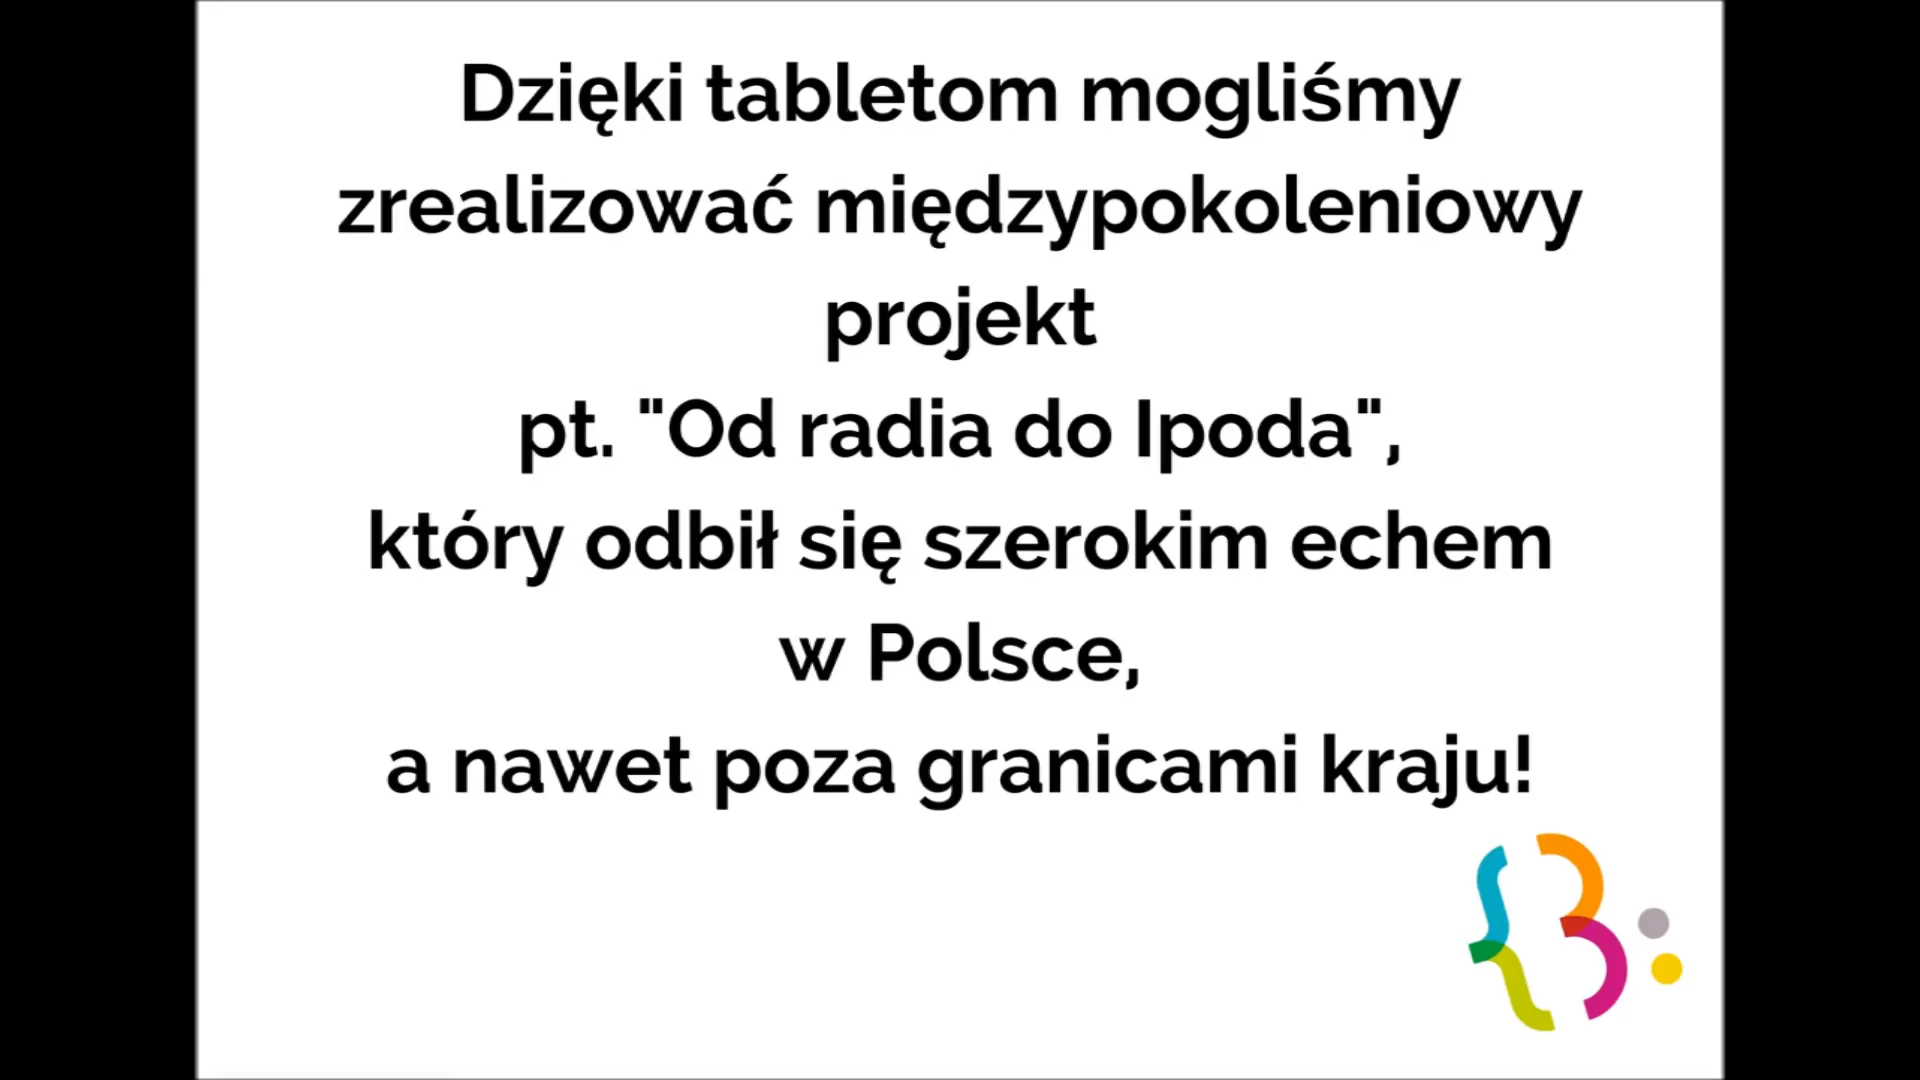 Dzięki tabletom mogliśmy
zrealizować międzypokoleniowy
projekt
pt. "Od radia do Ipoda",
który odbił się szerokim echem
w Polsce,
a nawet poza granicami kraju!